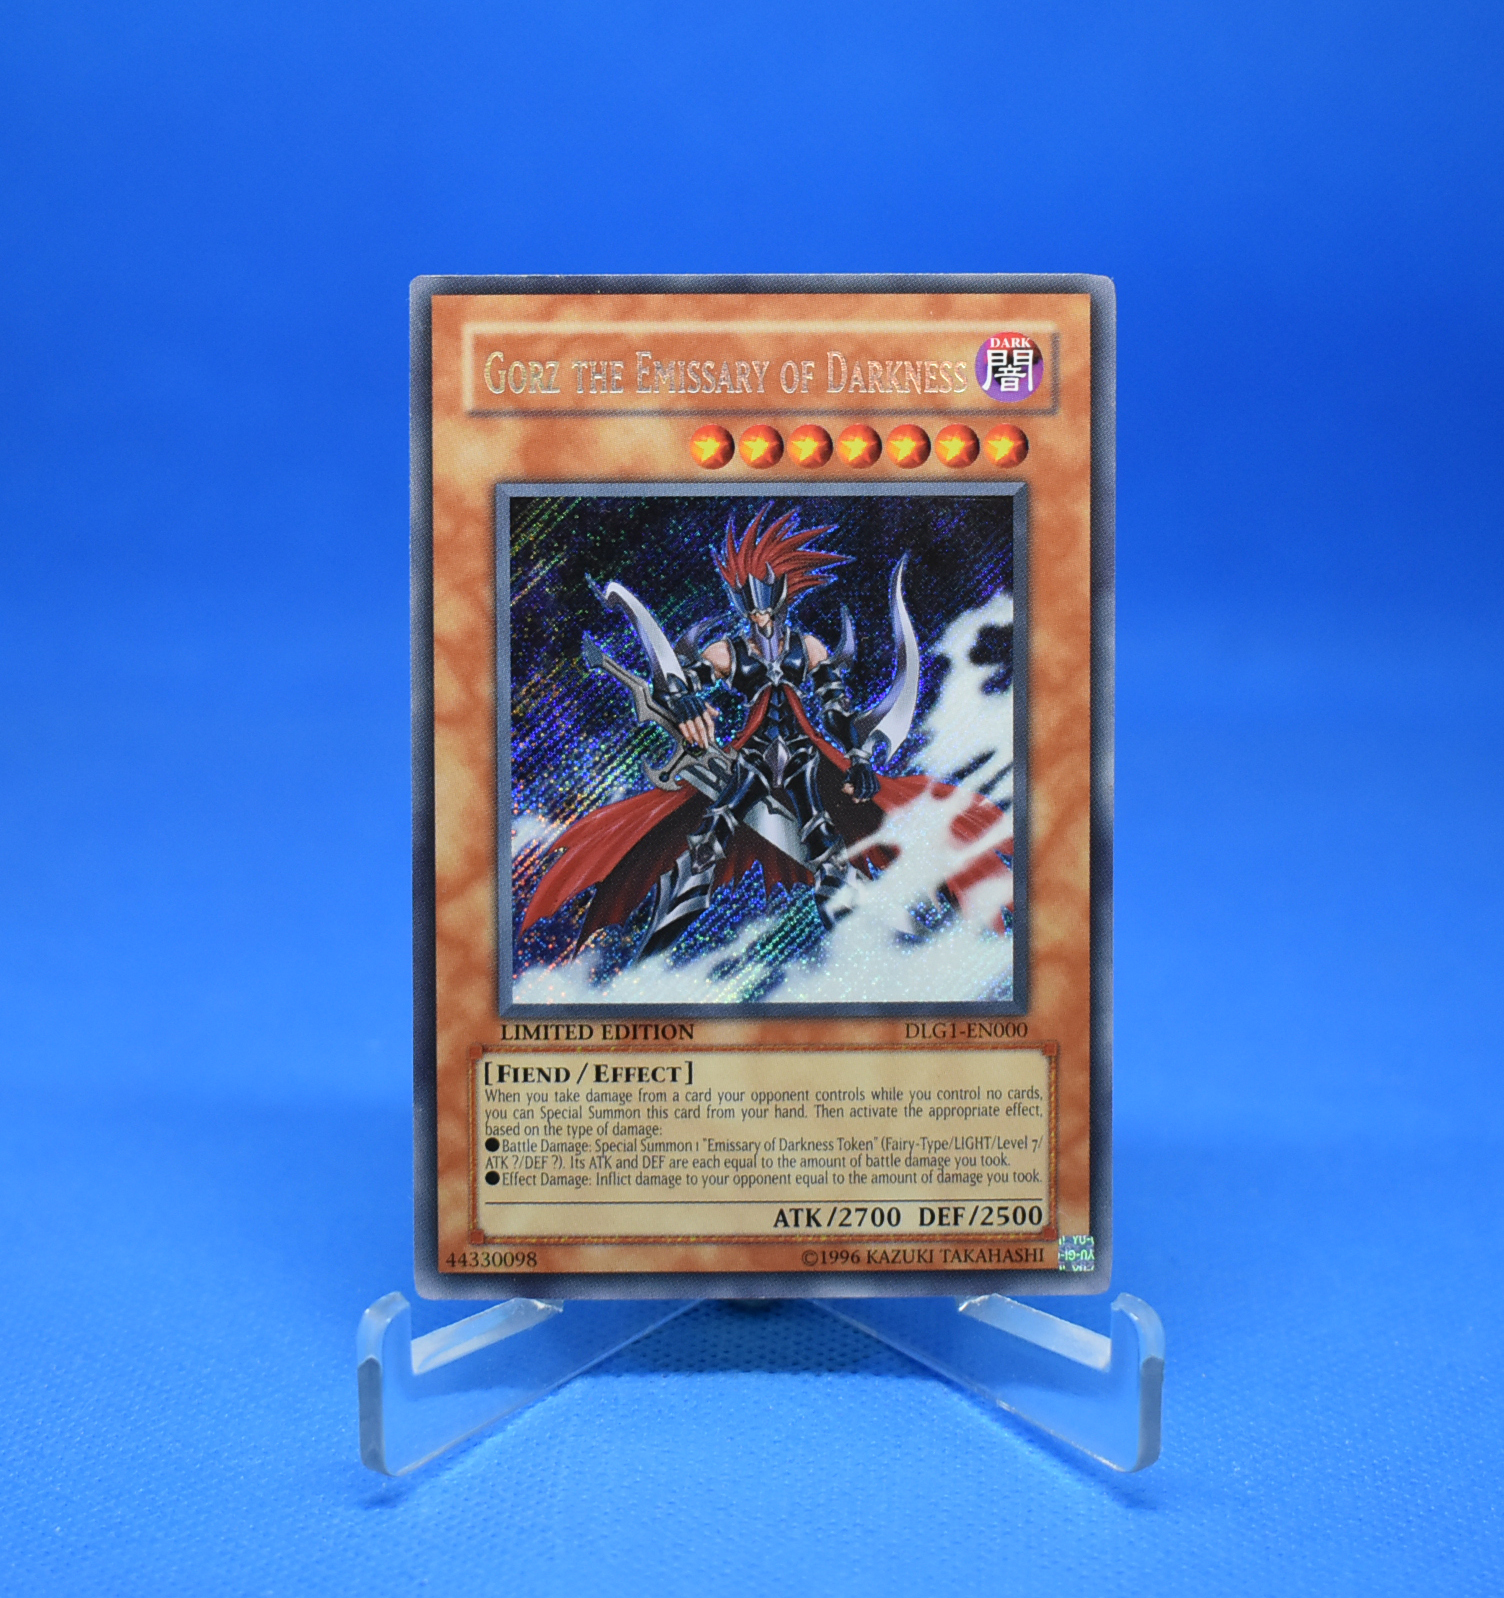 GORZ THE EMISSARY OF DARKNESS
DARK
闇
LIMITED EDITION
DLG1-EN000
[FIEND / EFFECT]
When you take damage from a card your opponent controls while you control no cards,
you can Special Summon this card from your hand. Then activate the appropriate effect,
based on the type of damage:
●Battle Damage: Special Summon 1 "Emissary of Darkness Token" (Fairy-Type/LIGHT/Level 7/
ATK ?/DEF ?). Its ATK and DEF are each equal to the amount of battle damage you took.
●Effect Damage: Inflict damage to your opponent equal to the amount of damage you took.
ATK/2700 DEF/2500
44330098
©1996 KAZUKI TAKAHASHI